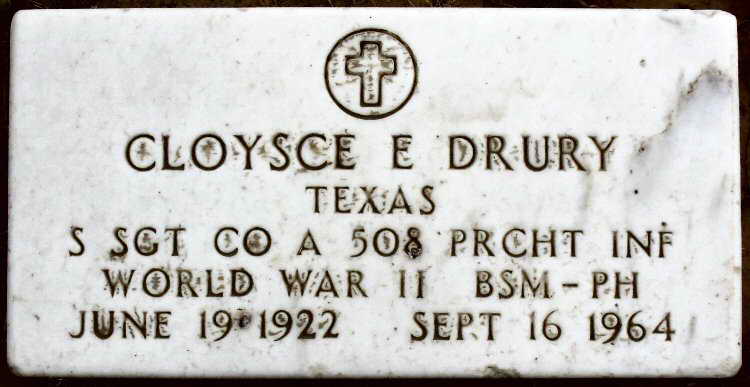 CLOYSCE E DRURY
TEXAS
S SGT CO A 508 PRCHT INF
WORLD WAR II BSM-PH
JUNE 19 1922 SEPT 16 1964